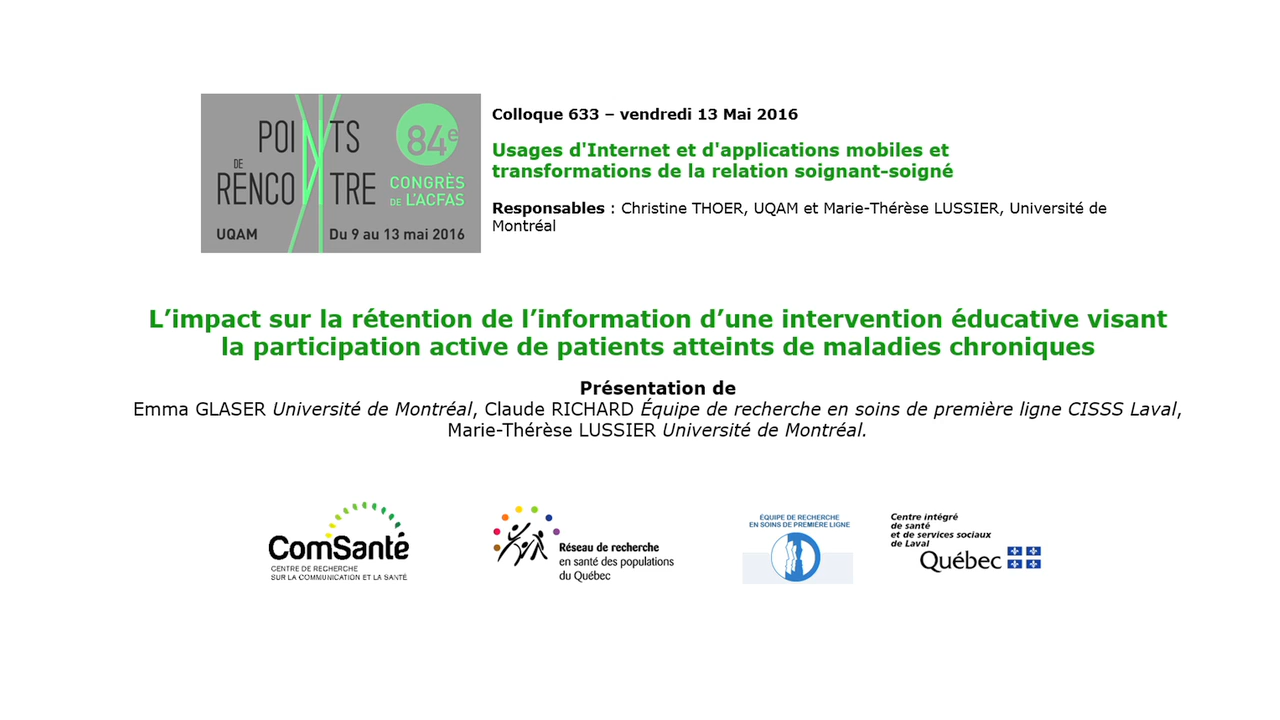 POINTS
DE
RENCONTRE
84e
CONGRÈS
DE L'ACFAS
UQAM
Du 9 au 13 mai 2016
Colloque 633 – vendredi 13 Mai 2016
Usages d'Internet et d'applications mobiles et
transformations de la relation soignant-soigné
Responsables : Christine THOER, UQAM et Marie-Thérèse LUSSIER, Université de
Montréal
L’impact sur la rétention de l’information d’une intervention éducative visant
la participation active de patients atteints de maladies chroniques
Présentation de
Emma GLASER Université de Montréal, Claude RICHARD Équipe de recherche en soins de première ligne CISSS Laval,
Marie-Thérèse LUSSIER Université de Montréal.
ComSanté
CENTRE DE RECHERCHE
SUR LA COMMUNICATION ET LA SANTÉ
Réseau de recherche
en santé des populations
du Québec
ÉQUIPE DE RECHERCHE
EN SOINS DE PREMIÈRE LIGNE
Centre intégré
de santé
et de services sociaux
de Laval
Québec